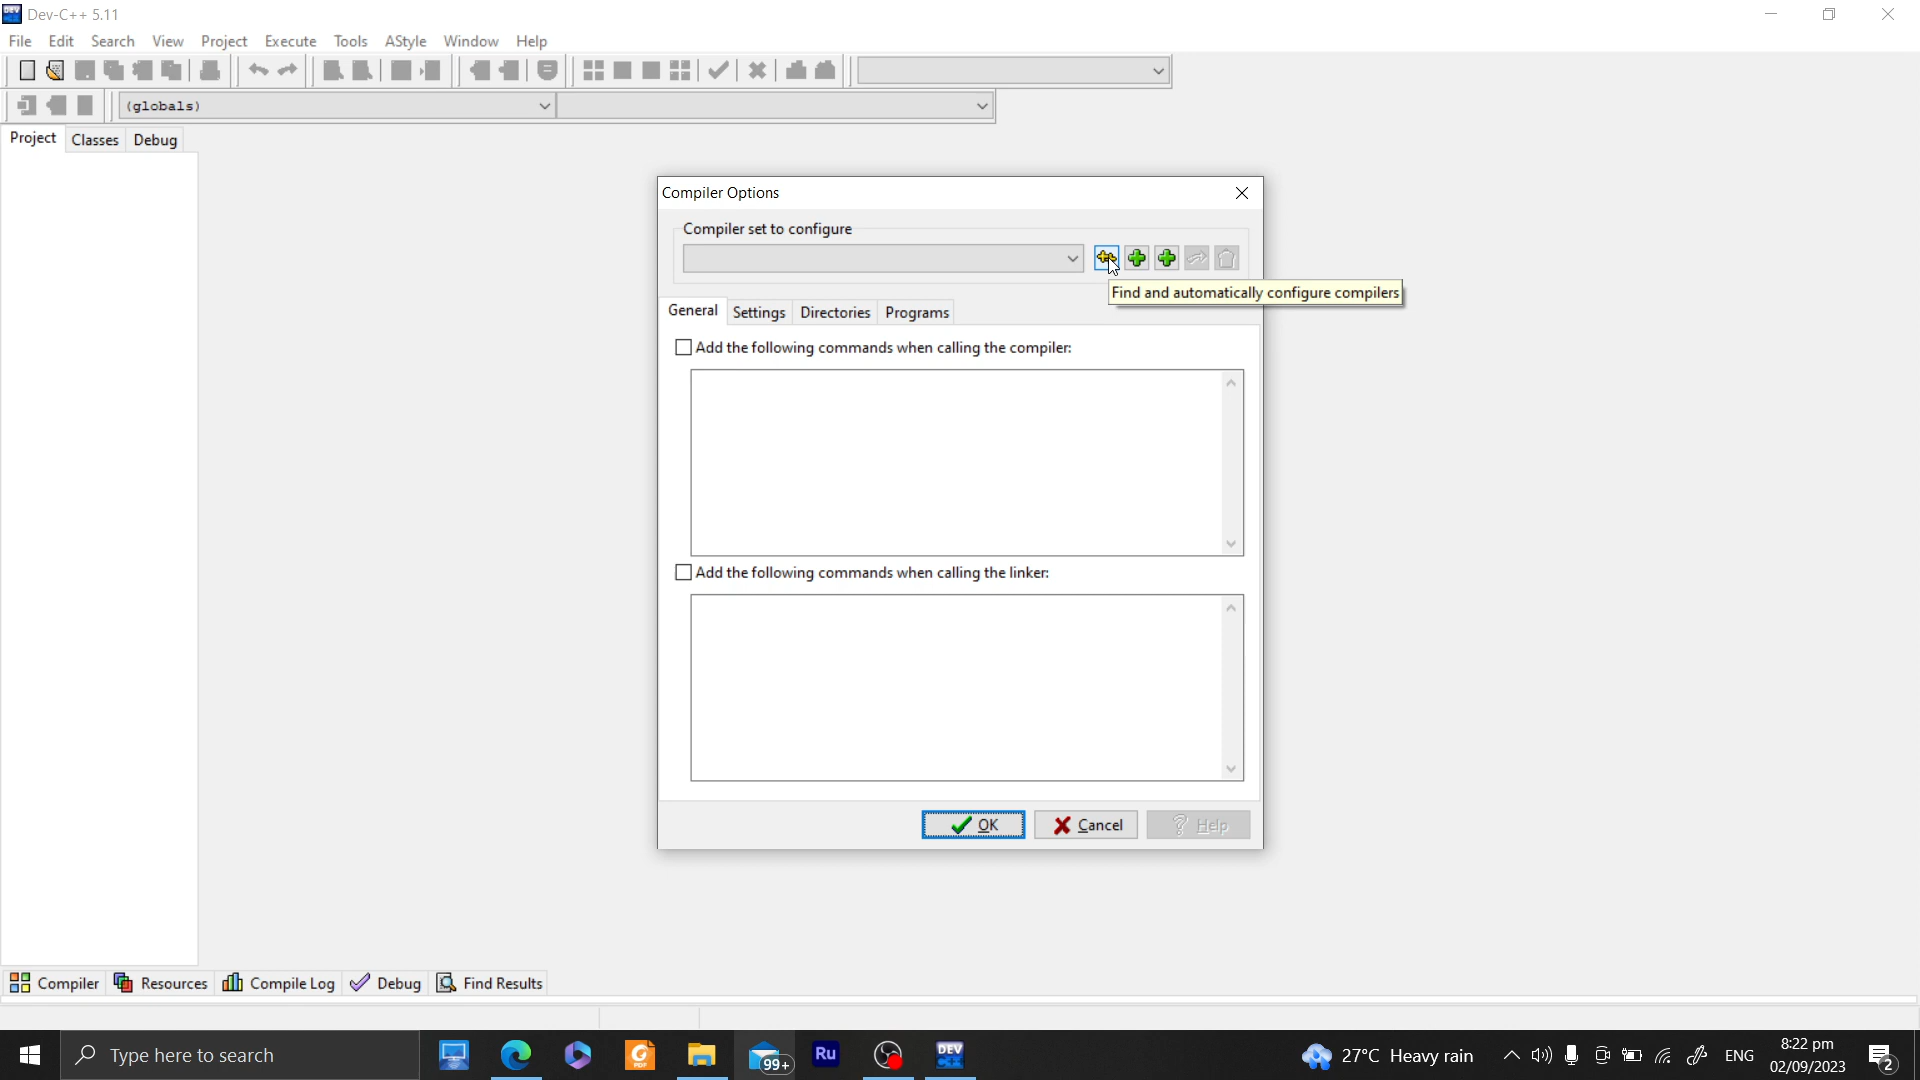 Dev-C++ 5.11
File Edit Search View Project Execute Tools AStyle Window Help
(globals)
Project Classes Debug
Compiler Options
Compiler set to configure
Find and automatically configure compilers
General Settings Directories Programs
Add the following commands when calling the compiler:
Add the following commands when calling the linker:
OK Cancel Help
Compiler Resources Compile Log Debug Find Results
Type here to search 99+ Ru DEV 27°C Heavy rain ENG 8:22 pm
02/09/2023 2